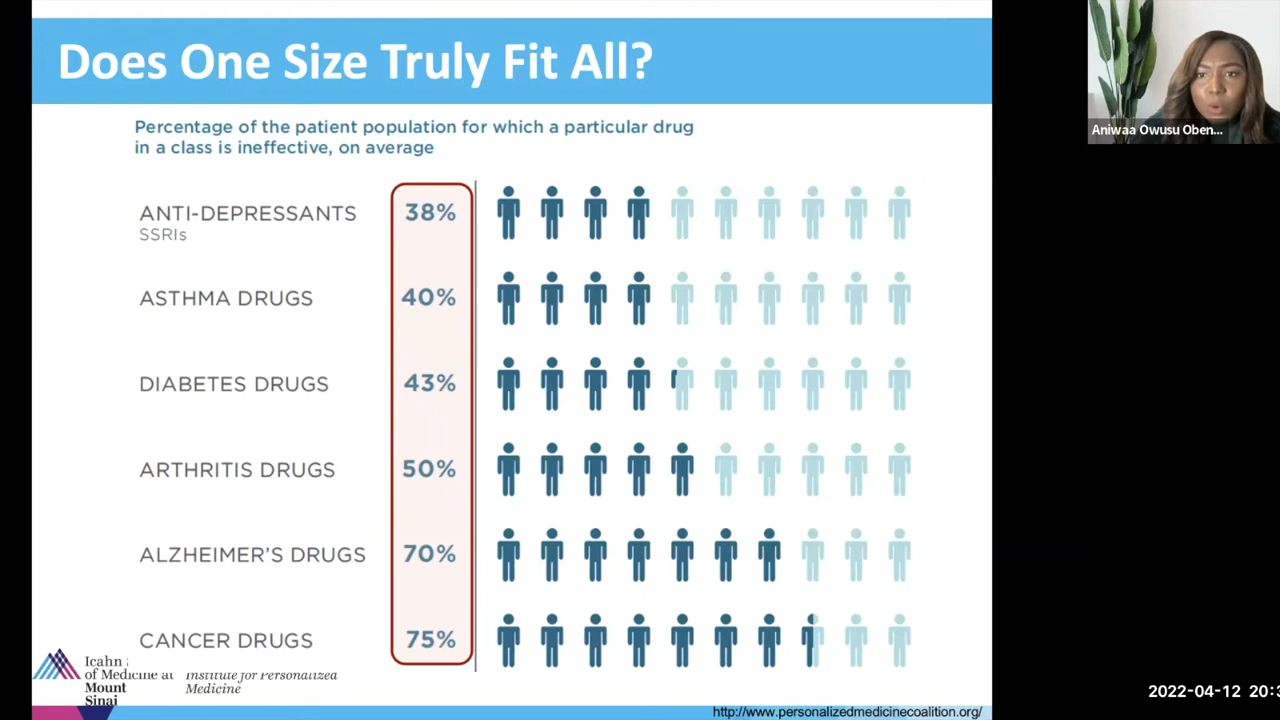 Does One Size Truly Fit All?
Percentage of the patient population for which a particular drug
in a class is ineffective, on average
ANTI-DEPRESSANTS 38%
SSRIs
ASTHMA DRUGS 40%
DIABETES DRUGS 43%
ARTHRITIS DRUGS 50%
ALZHEIMER'S DRUGS 70%
CANCER DRUGS 75%
Icahn
of Medicine at
Mount
Sinai
Institute for Personalized
Medicine
http://www.personalizedmedicinecoalition.org/
Aniwaa Owusu Oben...
2022-04-12 20:3